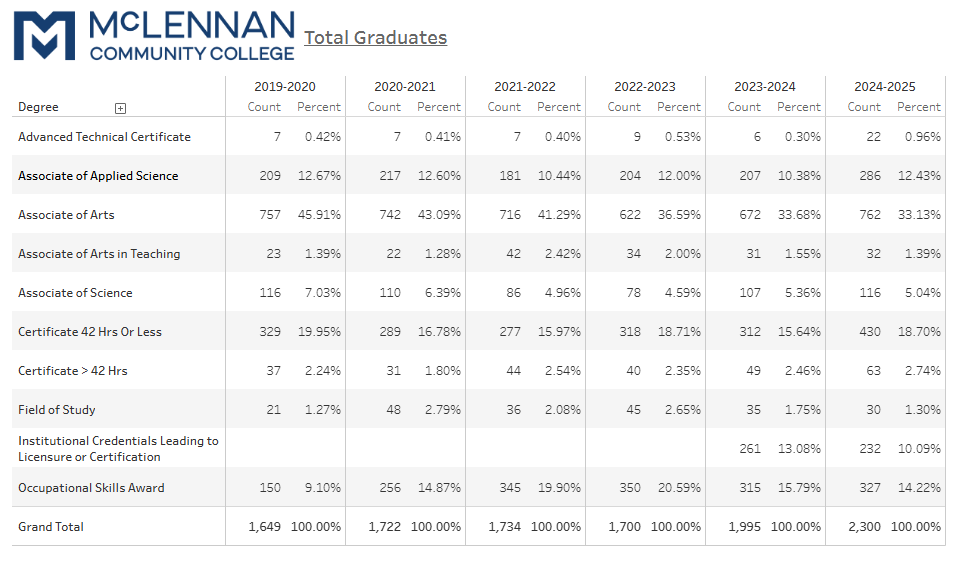 McLENNAN
COMMUNITY COLLEGE
Total Graduates
2019-2020 2020-2021 2021-2022 2022-2023 2023-2024 2024-2025
Degree Count Percent Count Percent Count Percent Count Percent Count Percent Count Percent
Advanced Technical Certificate 7 0.42% 7 0.41% 7 0.40% 9 0.53% 6 0.30% 22 0.96%
Associate of Applied Science 209 12.67% 217 12.60% 181 10.44% 204 12.00% 207 10.38% 286 12.43%
Associate of Arts 757 45.91% 742 43.09% 716 41.29% 622 36.59% 672 33.68% 762 33.13%
Associate of Arts in Teaching 23 1.39% 22 1.28% 42 2.42% 34 2.00% 31 1.55% 32 1.39%
Associate of Science 116 7.03% 110 6.39% 86 4.96% 78 4.59% 107 5.36% 116 5.04%
Certificate 42 Hrs Or Less 329 19.95% 289 16.78% 277 15.97% 318 18.71% 312 15.64% 430 18.70%
Certificate > 42 Hrs 37 2.24% 31 1.80% 44 2.54% 40 2.35% 49 2.46% 63 2.74%
Field of Study 21 1.27% 48 2.79% 36 2.08% 45 2.65% 35 1.75% 30 1.30%
Institutional Credentials Leading to
Licensure or Certification 261 13.08% 232 10.09%
Occupational Skills Award 150 9.10% 256 14.87% 345 19.90% 350 20.59% 315 15.79% 327 14.22%
Grand Total 1,649 100.00% 1,722 100.00% 1,734 100.00% 1,700 100.00% 1,995 100.00% 2,300 100.00%